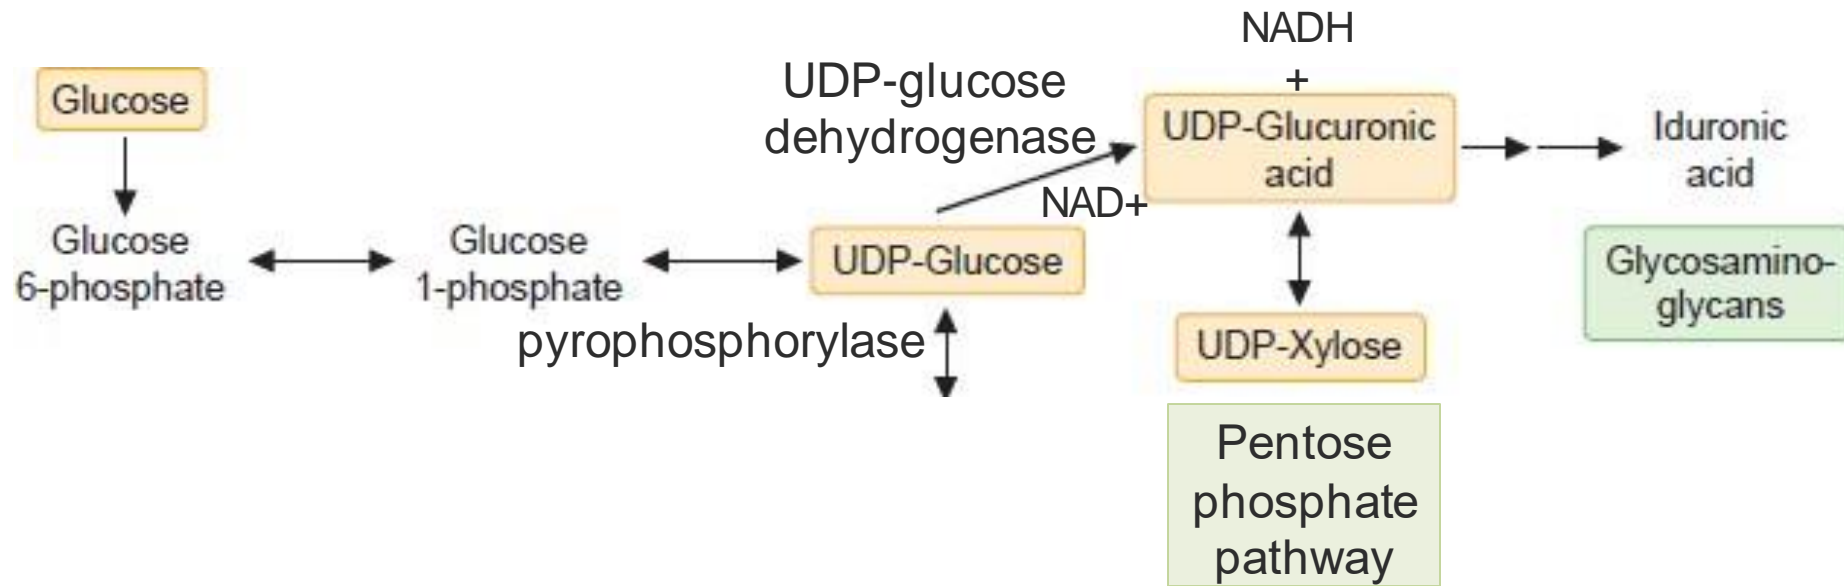 NADH
+
UDP-glucose
dehydrogenase
Glucose
UDP-Glucuronic
acid
Iduronic
acid
NAD+
Glucose
6-phosphate
Glucose
1-phosphate
UDP-Glucose
Glycosamino-
glycans
pyrophosphorylase
UDP-Xylose
Pentose
phosphate
pathway